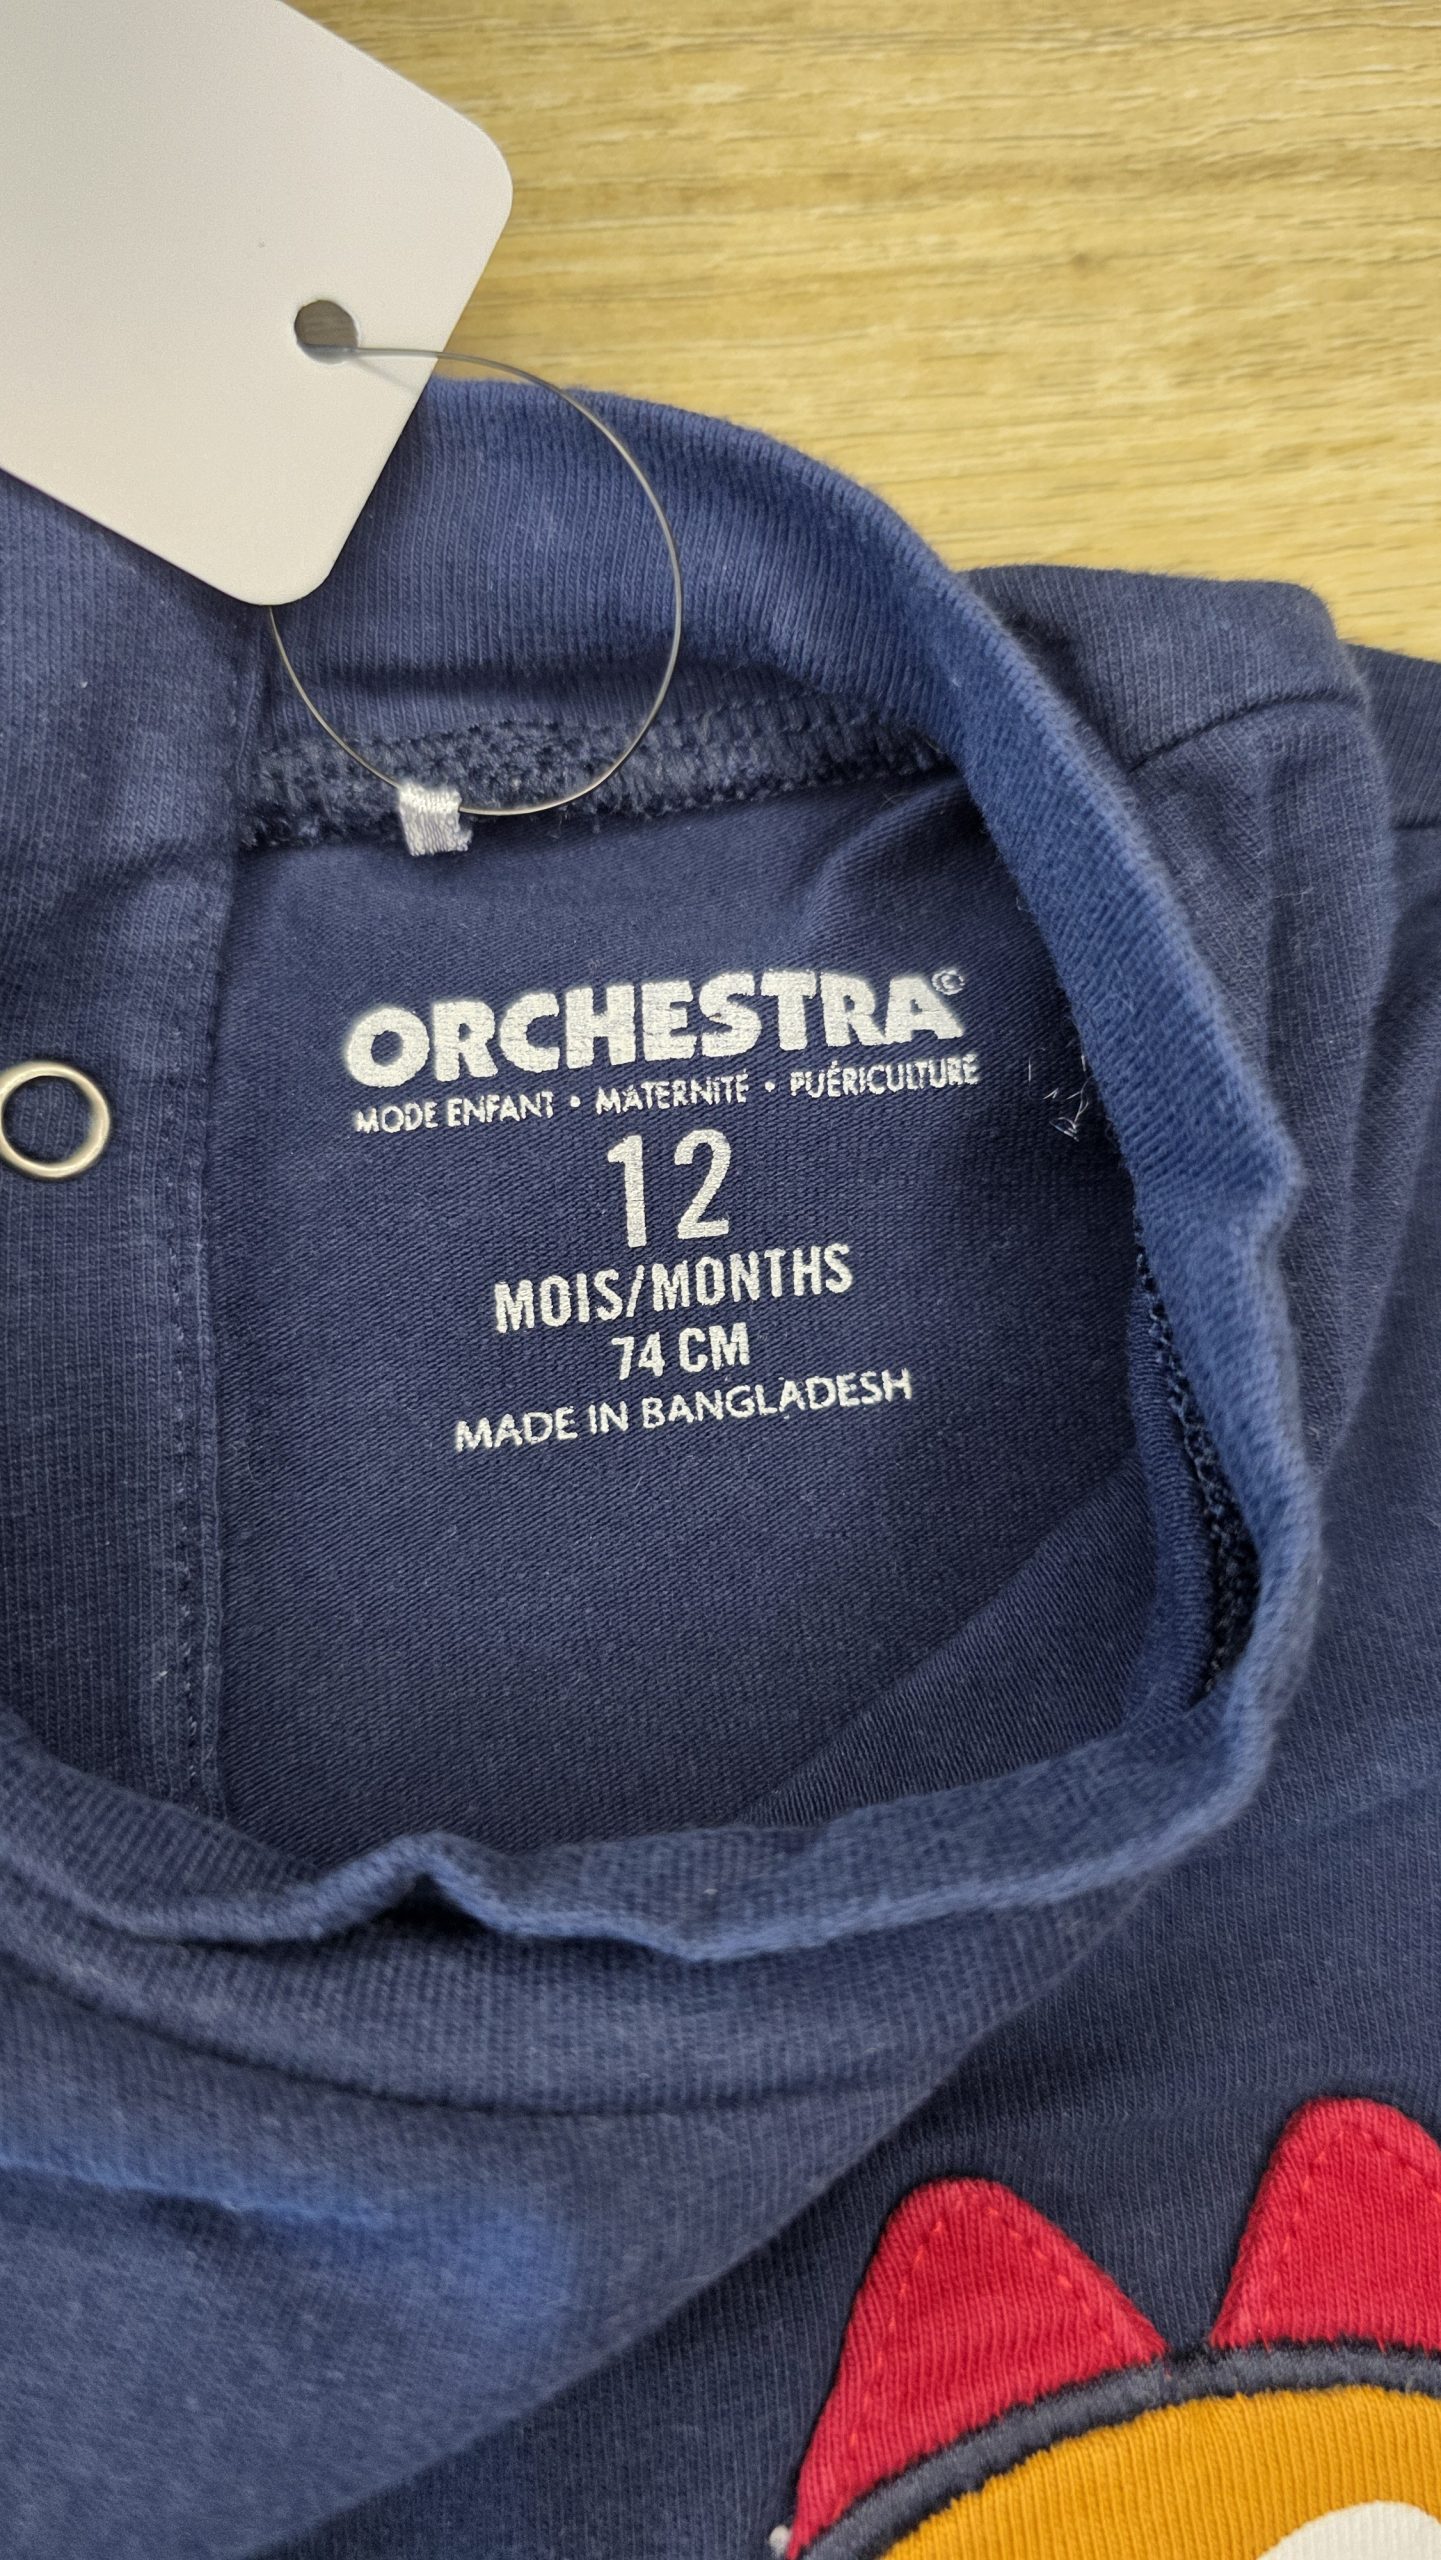 ORCHESTRA©
MODE ENFANT • MATERNITÉ • PUÉRICULTURE
12
MOIS/MONTHS
74 CM
MADE IN BANGLADESH